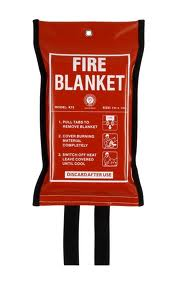 FIRE
BLANKET
1. PULL TABS TO
REMOVE BLANKET
2. COVER BURNING
MATERIAL
COMPLETELY
3. SWITCH OFF HEAT
LEAVE COVERED
UNTIL COOL
DISCARD AFTER USE